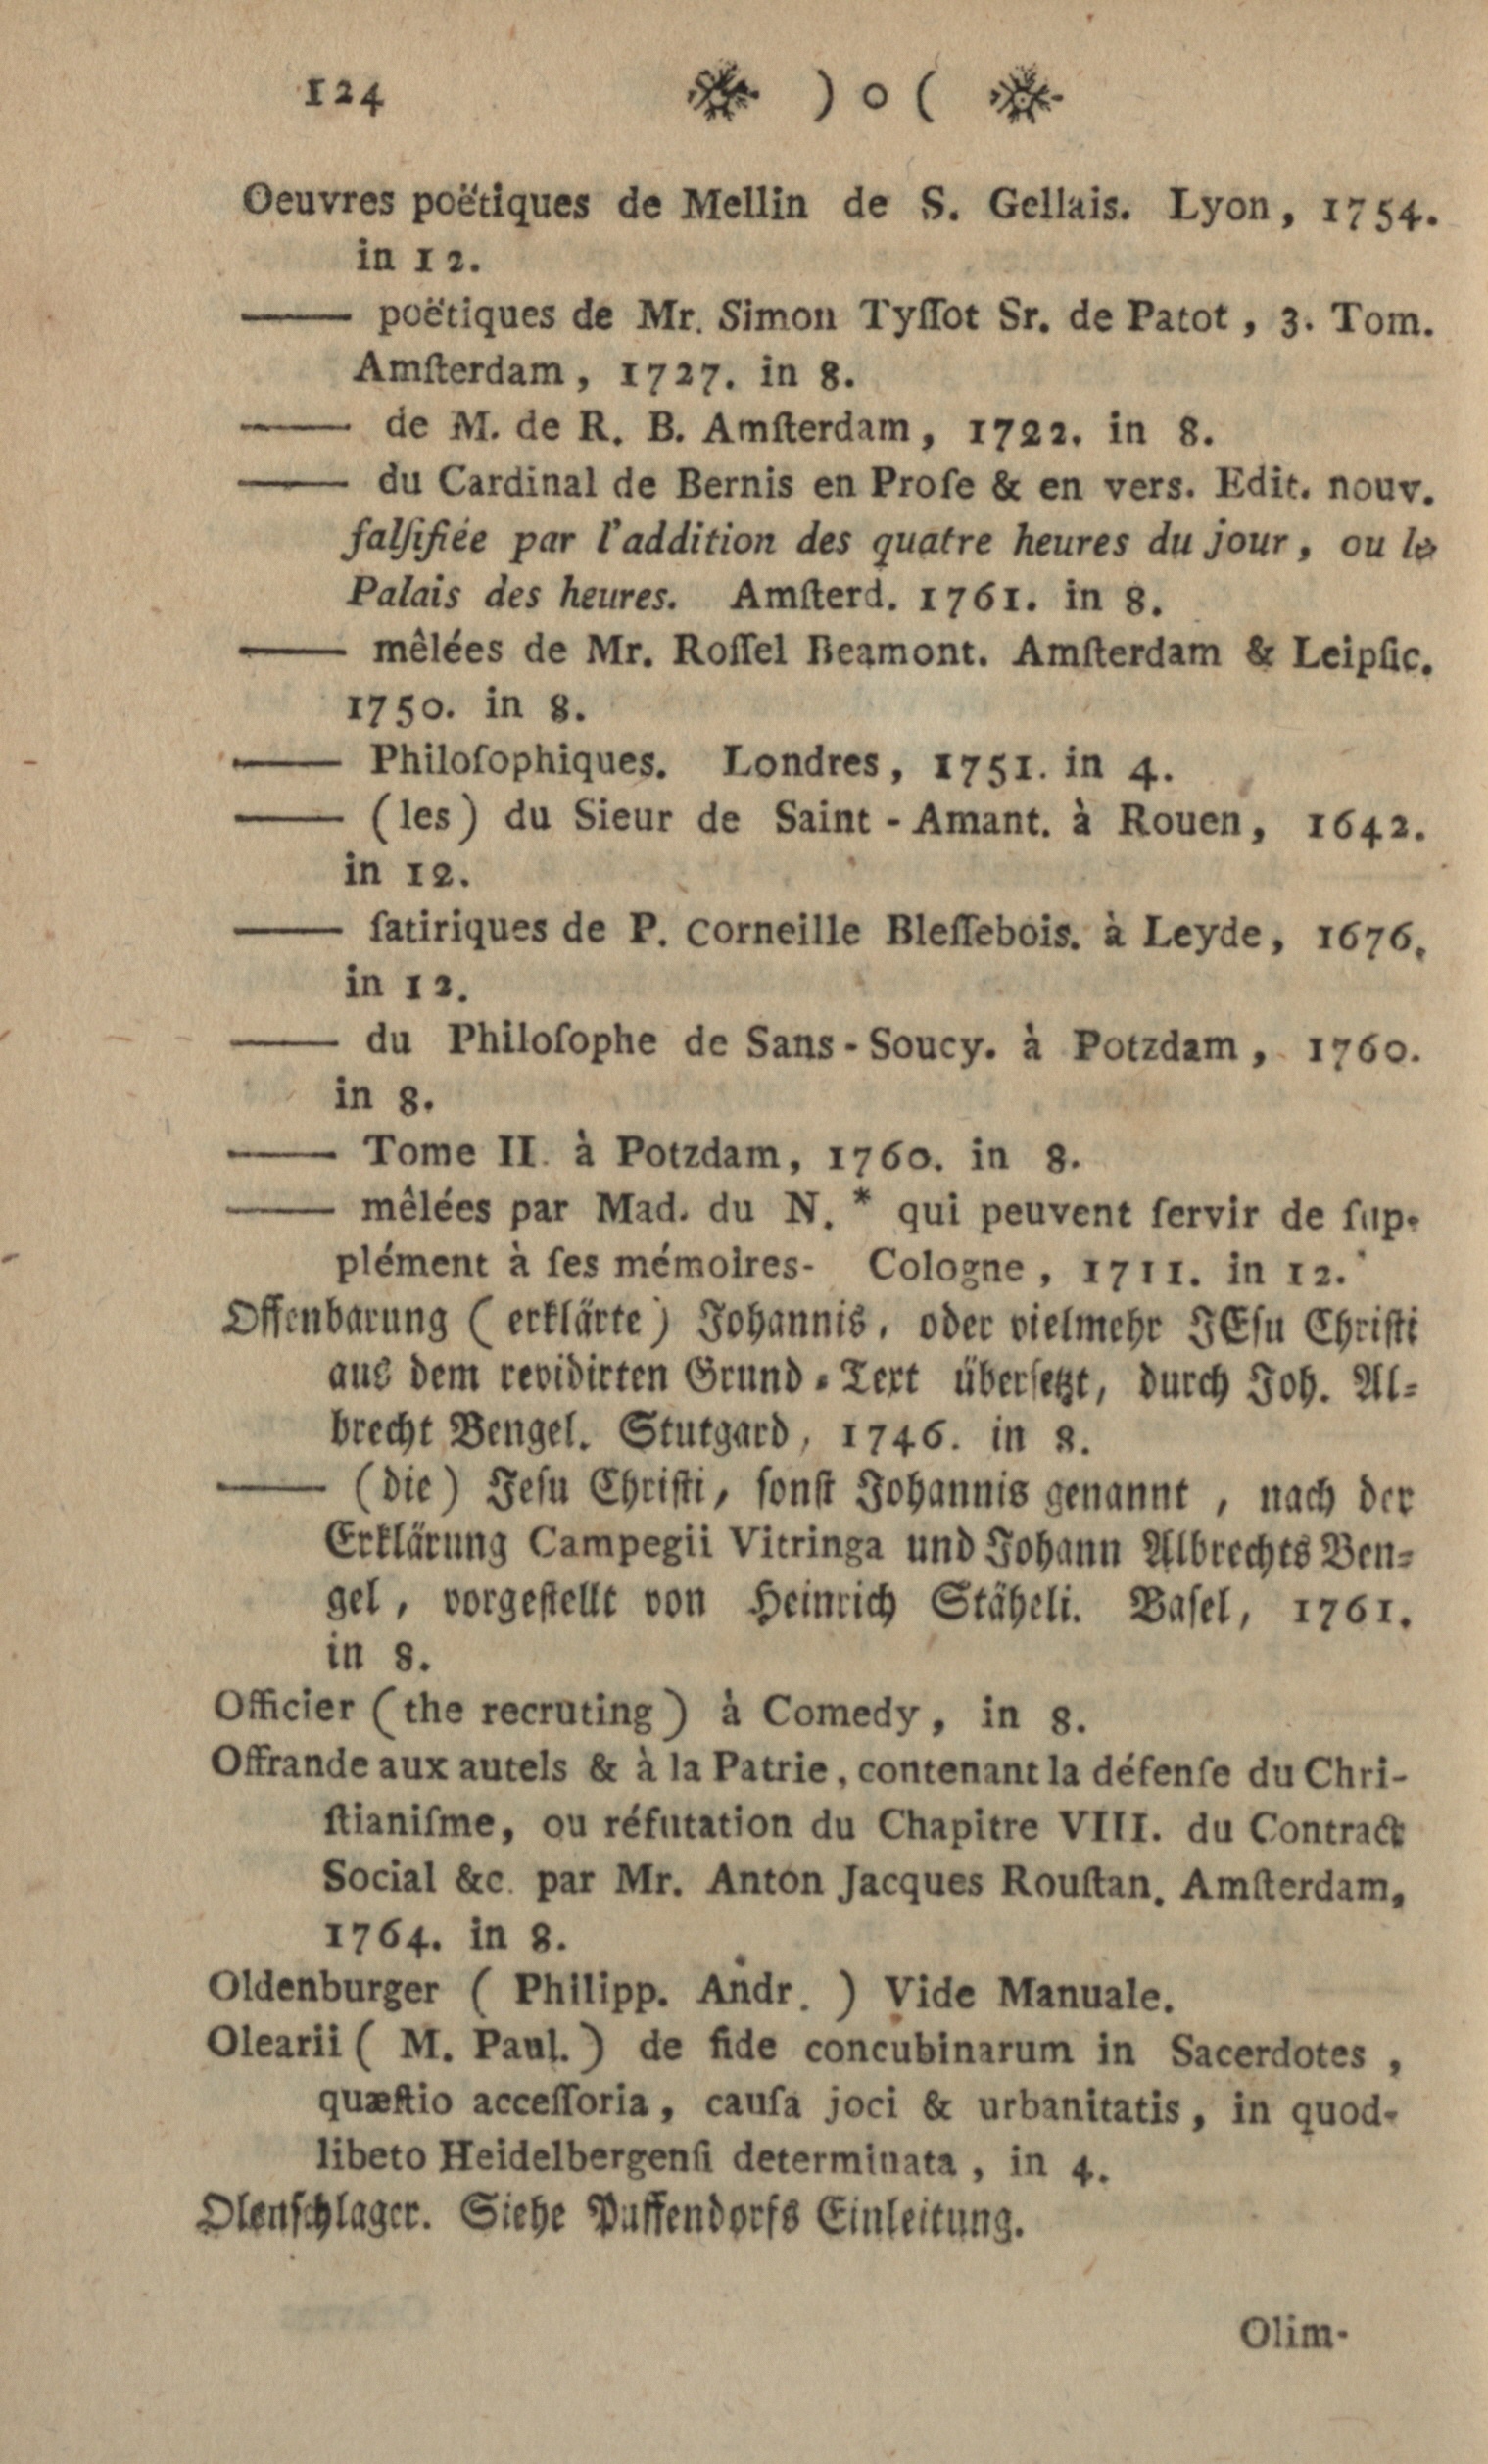 124 ) o (
Oeuvres poëtiques de Mellin de S. Gellais. Lyon, 1754.
in 12.
—— poëtiques de Mr. Simon Tyſſot Sr. de Patot, 3. Tom.
Amſterdam, 1727. in 8.
—— de M. de R. B. Amſterdam, 1722. in 8.
—— du Cardinal de Bernis en Proſe & en vers. Edit. nouv.
falſifiée par l'addition des quatre heures du jour, ou le
Palais des heures. Amſterd. 1761. in 8.
—— mêlées de Mr. Roſſel Beamont. Amſterdam & Leipſic.
1750. in 8.
—— Philoſophiques. Londres, 1751. in 4.
—— (les) du Sieur de Saint-Amant. à Rouen, 1642.
in 12.
—— ſatiriques de P. Corneille Bleſſebois. à Leyde, 1676.
in 12.
—— du Philoſophe de Sans-Soucy. à Potzdam, 1760.
in 8.
—— Tome II. à Potzdam, 1760. in 8.
—— mêlées par Mad. du N. * qui peuvent ſervir de ſup-
plément à ſes mémoires- Cologne, 1711. in 12.
Offenbarung (erklärte) Johannis, oder vielmehr JEſu Chriſti
aus dem revidirten Grund-Text überſetzt, durch Joh. Al-
brecht Bengel. Stutgard, 1746. in 8.
—— (die) Jeſu Chriſti, ſonſt Johannis genannt, nach der
Erklärung Campegii Vitringa und Johann Albrechts Ben-
gel, vorgeſtellt von Heinrich Stäheli. Baſel, 1761.
in 8.
Officier (the recruting) à Comedy, in 8.
Offrande aux autels & à la Patrie, contenant la défenſe du Chri-
ſtianiſme, ou réfutation du Chapitre VIII. du Contract
Social &c. par Mr. Anton Jacques Rouſtan. Amſterdam,
1764. in 8.
Oldenburger (Philipp. Andr.) Vide Manuale.
Olearii (M. Paul.) de fide concubinarum in Sacerdotes,
quæſtio acceſſoria, cauſa joci & urbanitatis, in quod-
libeto Heidelbergenſi determinata, in 4.
Olenſchlager. Siehe Puffendorfs Einleitung.
Olim-